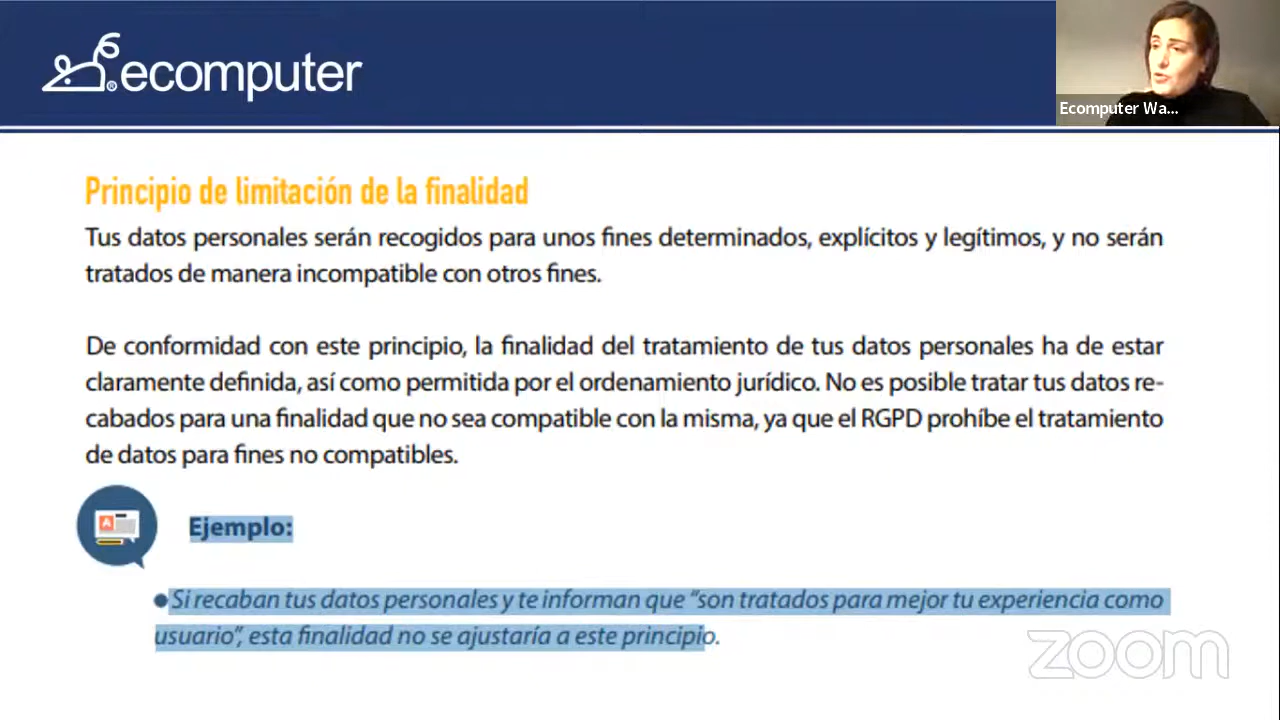 ecomputer
Ecomputer Wa...
Principio de limitación de la finalidad
Tus datos personales serán recogidos para unos fines determinados, explícitos y legítimos, y no serán
tratados de manera incompatible con otros fines.
De conformidad con este principio, la finalidad del tratamiento de tus datos personales ha de estar
claramente definida, así como permitida por el ordenamiento jurídico. No es posible tratar tus datos re-
cabados para una finalidad que no sea compatible con la misma, ya que el RGPD prohíbe el tratamiento
de datos para fines no compatibles.
A
Ejemplo:
●Si recaban tus datos personales y te informan que “son tratados para mejor tu experiencia como
usuario”, esta finalidad no se ajustaría a este principio.
zoom